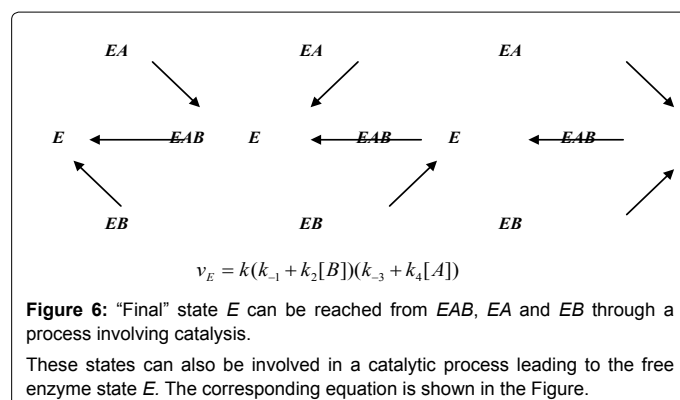 EA EA EA
E EAB E EAB E EAB
EB EB EB
v_E = k(k_{-1} + k_2[B])(k_{-3} + k_4[A])
Figure 6: “Final” state E can be reached from EAB, EA and EB through a
process involving catalysis.
These states can also be involved in a catalytic process leading to the free
enzyme state E. The corresponding equation is shown in the Figure.